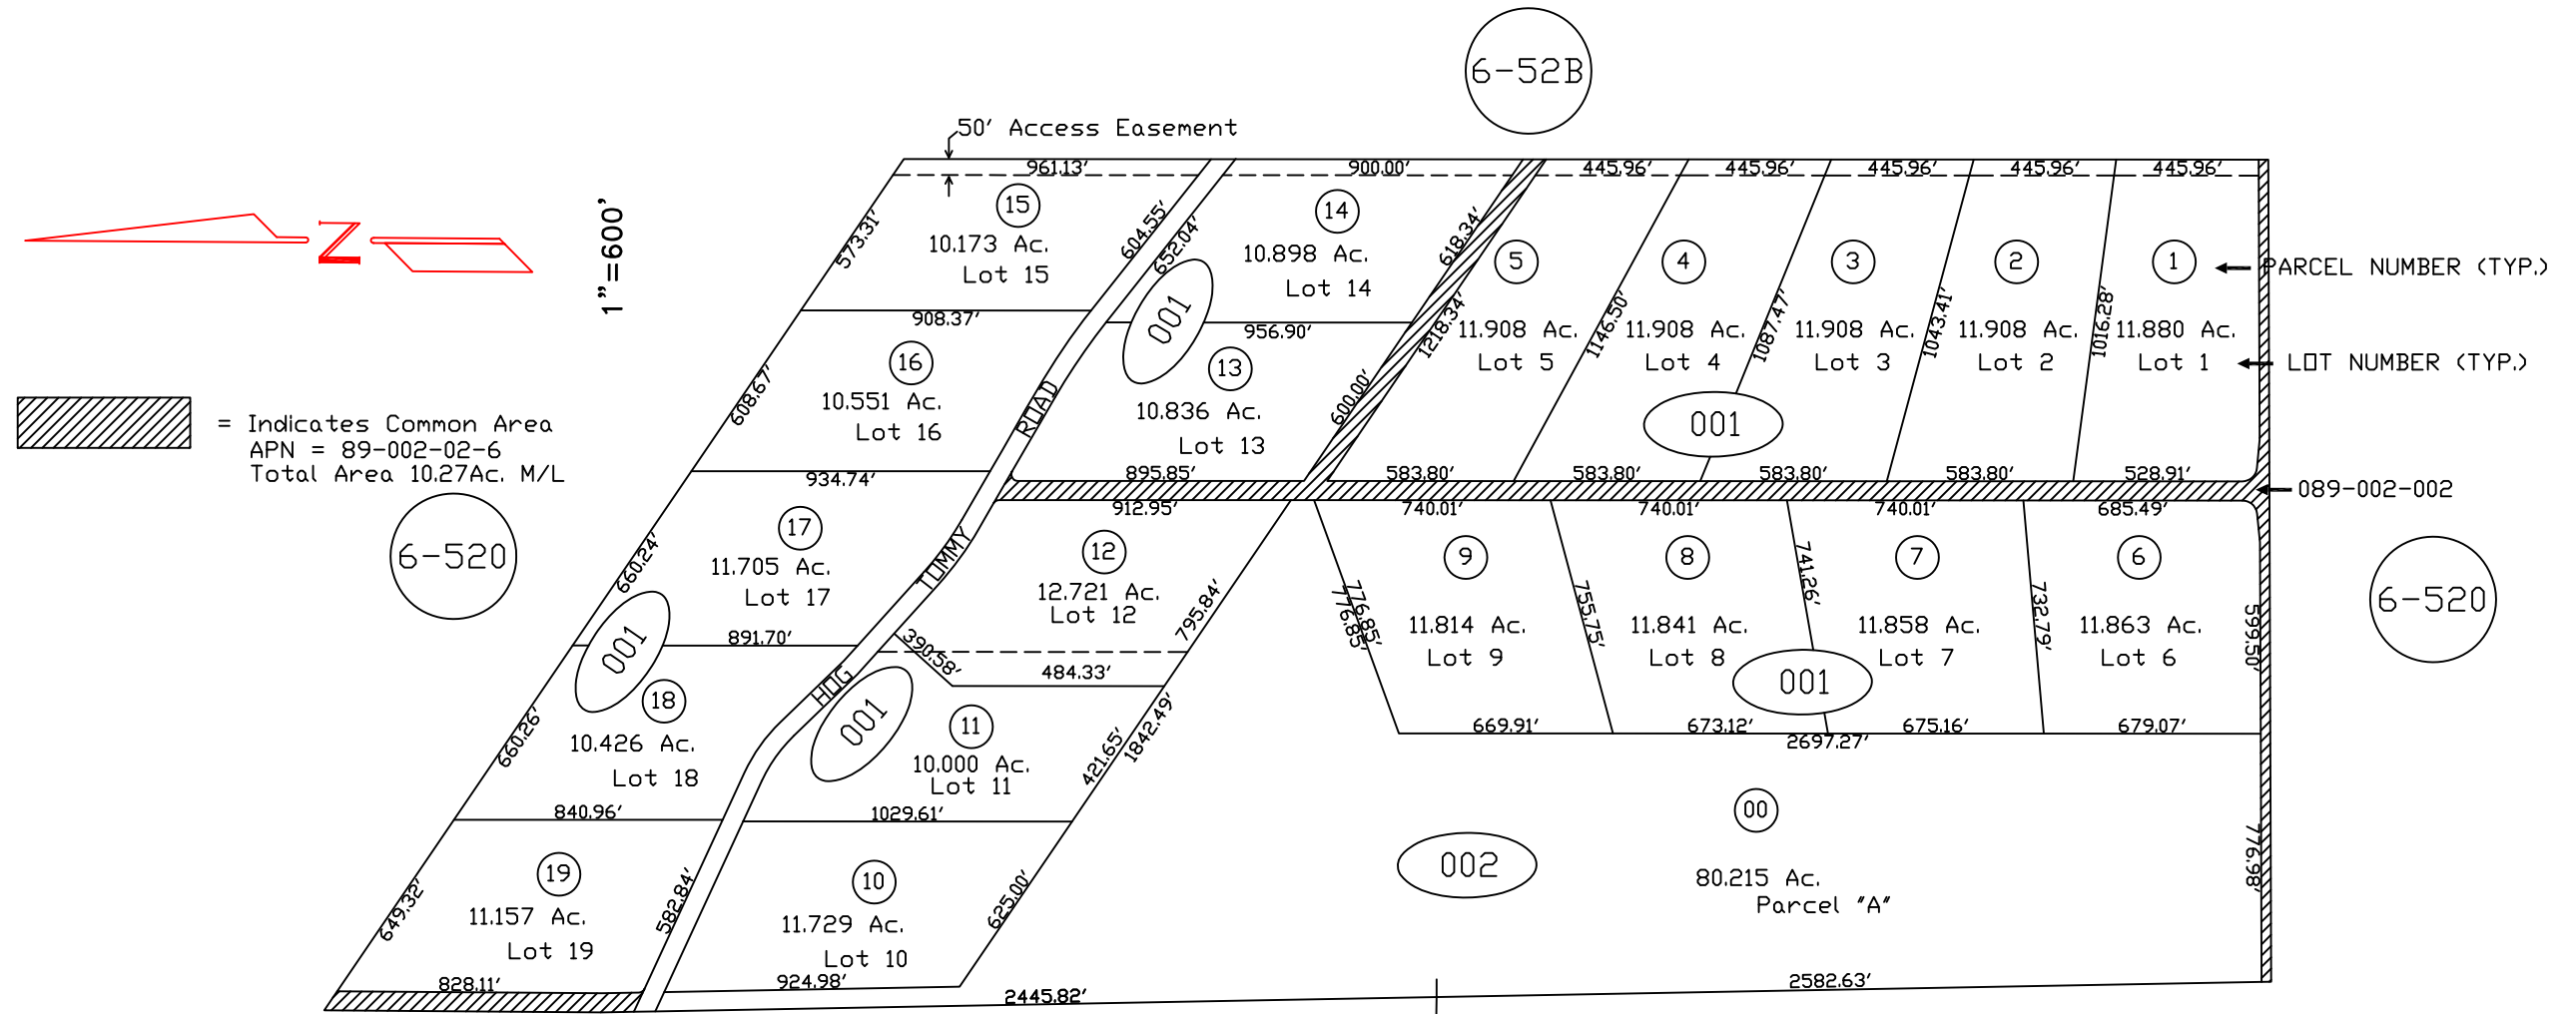 6-52B
50' Access Easement
961.13'
900.00'
445.96'
445.96'
445.96'
445.96'
445.96'
N
1"=600'
573.31'
15
10.173 Ac.
Lot 15
604.55'
652.04'
14
10.898 Ac.
Lot 14
618.34'
1218.34'
5
11.908 Ac.
Lot 5
1146.50'
4
11.908 Ac.
Lot 4
1087.47'
3
11.908 Ac.
Lot 3
1043.41'
2
11.908 Ac.
Lot 2
1016.28'
1
11.880 Ac.
Lot 1
PARCEL NUMBER (TYP.)
LOT NUMBER (TYP.)
001
908.37'
956.90'
608.67'
16
10.551 Ac.
Lot 16
13
10.836 Ac.
Lot 13
600.00'
001
= Indicates Common Area
APN = 89-002-02-6
Total Area 10.27Ac. M/L
934.74'
895.85'
583.80'
583.80'
583.80'
583.80'
528.91'
089-002-002
912.95'
740.01'
740.01'
740.01'
685.49'
6-520
660.24'
17
11.705 Ac.
Lot 17
HOG
TOMMY
ROAD
12
12.721 Ac.
Lot 12
795.84'
776.85'
776.85'
9
11.814 Ac.
Lot 9
755.75'
8
11.841 Ac.
Lot 8
741.26'
7
11.858 Ac.
Lot 7
732.79'
6
11.863 Ac.
Lot 6
599.50'
6-520
001
891.70'
390.58'
484.33'
001
669.91'
673.12'
675.16'
679.07'
2697.27'
660.26'
18
10.426 Ac.
Lot 18
001
11
10.000 Ac.
Lot 11
421.65'
1842.49'
840.96'
1029.61'
00
80.215 Ac.
Parcel "A"
002
776.98'
649.32'
19
11.157 Ac.
Lot 19
582.84'
10
11.729 Ac.
Lot 10
625.00'
828.11'
924.98'
2445.82'
2582.63'